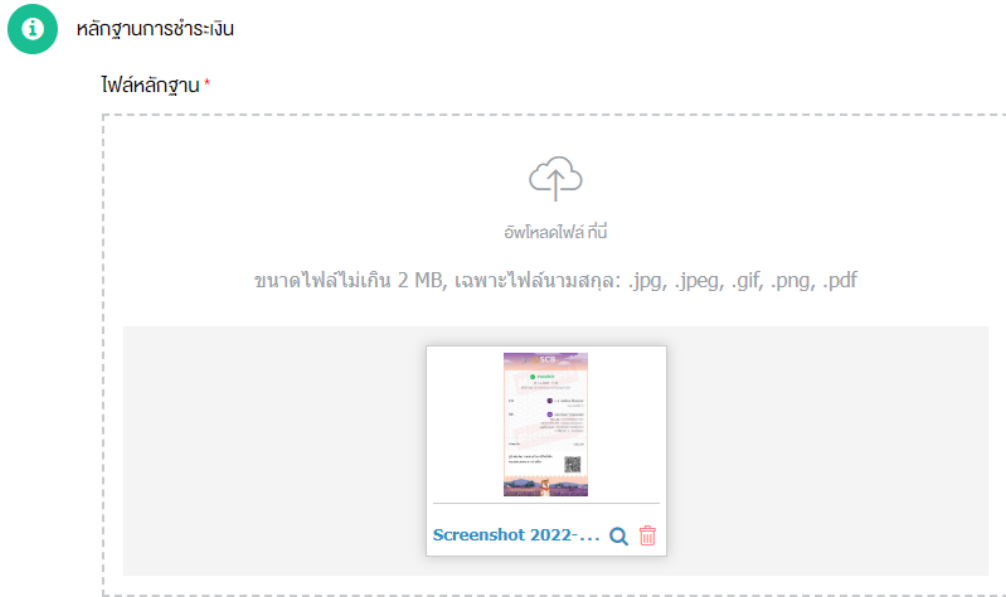 หลักฐานการชำระเงิน
ไฟล์หลักฐาน *
อัพโหลดไฟล์ ที่นี่
ขนาดไฟล์ไม่เกิน 2 MB, เฉพาะไฟล์นามสกุล: .jpg, .jpeg, .gif, .png, .pdf
SCB
Screenshot 2022-...